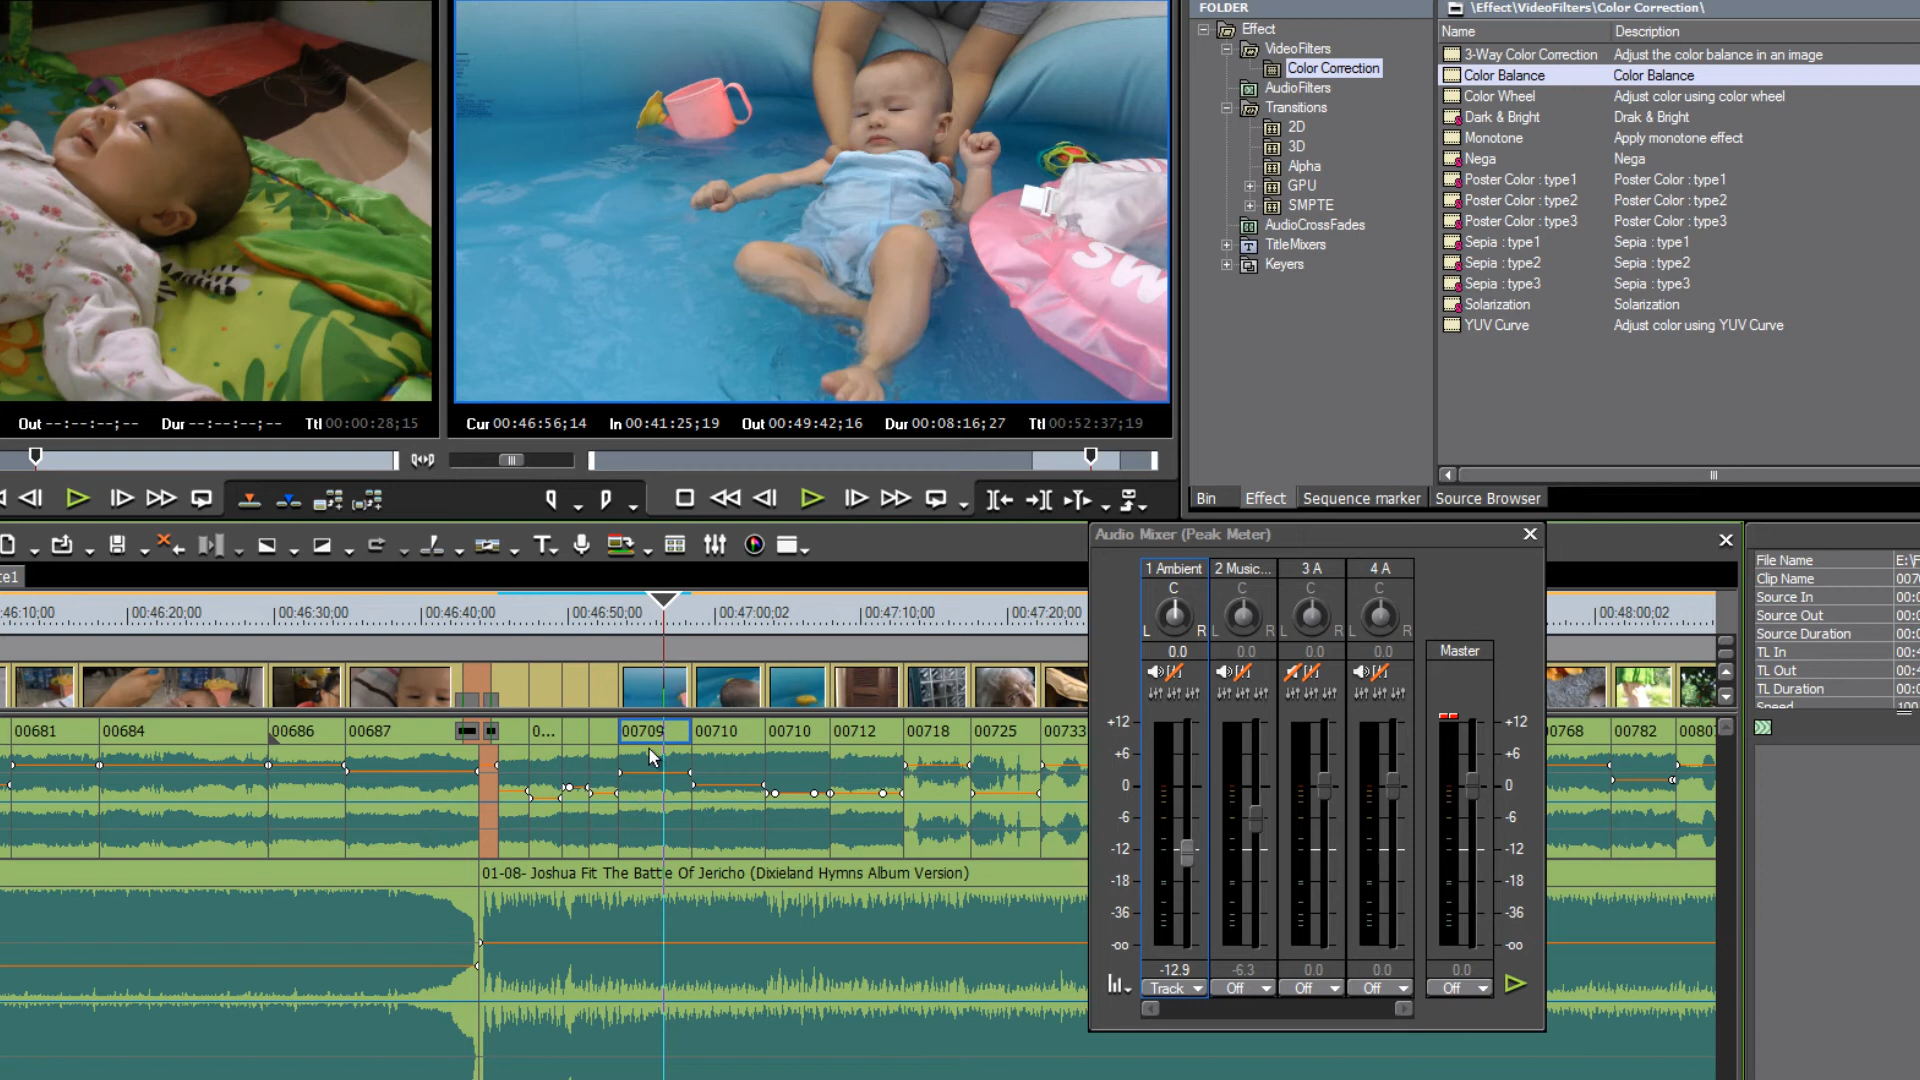 FOLDER
Effect
VideoFilters
Color Correction
AudioFilters
Transitions
2D
3D
Alpha
GPU
SMPTE
AudioCrossFades
TitleMixers
Keyers
\Effect\VideoFilters\Color Correction\
Name Description
3-Way Color Correction Adjust the color balance in an image
Color Balance Color Balance
Color Wheel Adjust color using color wheel
Dark & Bright Drak & Bright
Monotone Apply monotone effect
Nega Nega
Poster Color : type1 Poster Color : type1
Poster Color : type2 Poster Color : type2
Poster Color : type3 Poster Color : type3
Sepia : type1 Sepia : type1
Sepia : type2 Sepia : type2
Sepia : type3 Sepia : type3
Solarization Solarization
YUV Curve Adjust color using YUV Curve
SW
Out --:--:--;-- Dur --:--:--;-- Ttl 00:00:28;15
Cur 00:46:56;14 In 00:41:25;19 Out 00:49:42;16 Dur 00:08:16;27 Ttl 00:52:37;19
Bin Effect Sequence marker Source Browser
Audio Mixer (Peak Meter)
1 Ambient 2 Music... 3 A 4 A
C C C C
L R L R L R L R
0.0 0.0 0.0 0.0
Master
+12 +12
+6 +6
0 0
-6 -6
-12 -12
-18 -18
-36 -36
-oo -oo
-12.9 -6.3 0.0 0.0 0.0
Track Off Off Off Off
File Name E:\F
Clip Name 007
Source In 00:
Source Out 00:
Source Duration 00:
TL In 00:4
TL Out 00:
TL Duration 00:
Speed 100
te1
:46:10;00 00:46:20;00 00:46:30;00 00:46:40;00 00:46:50;00 00:47:00;02 00:47:10;00 00:47:20;00 00:48:00;02
00681 00684 00686 00687 0... 00709 00710 00710 00712 00718 00725 00733 0768 00782 0080
01-08- Joshua Fit The Battle Of Jericho (Dixieland Hymns Album Version)